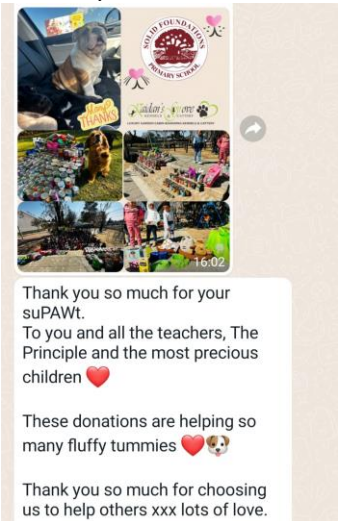 SOLID FOUNDATIONS
PRIMARY SCHOOL
THANKS
16:02
Thank you so much for your
suPAWt.
To you and all the teachers, The
Principle and the most precious
children ❤️
These donations are helping so
many fluffy tummies ❤️🐶
Thank you so much for choosing
us to help others xxx lots of love.